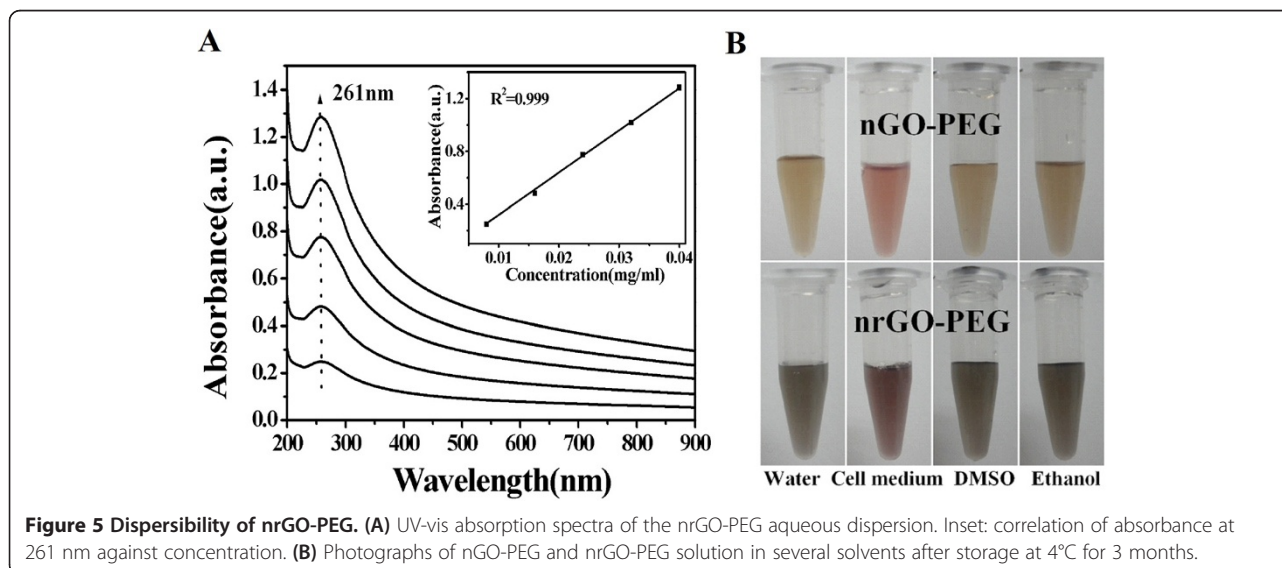 A
B
1.4
1.2
1.0
0.8
0.6
0.4
0.2
0.0
Absorbance(a.u.)
200 300 400 500 600 700 800 900
Wavelength(nm)
261nm
R²=0.999
1.2
0.8
0.4
Absorbance(a.u.)
0.01 0.02 0.03 0.04
Concentration(mg/ml)
nGO-PEG
nrGO-PEG
Water Cell medium DMSO Ethanol
Figure 5 Dispersibility of nrGO-PEG. (A) UV-vis absorption spectra of the nrGO-PEG aqueous dispersion. Inset: correlation of absorbance at
261 nm against concentration. (B) Photographs of nGO-PEG and nrGO-PEG solution in several solvents after storage at 4°C for 3 months.